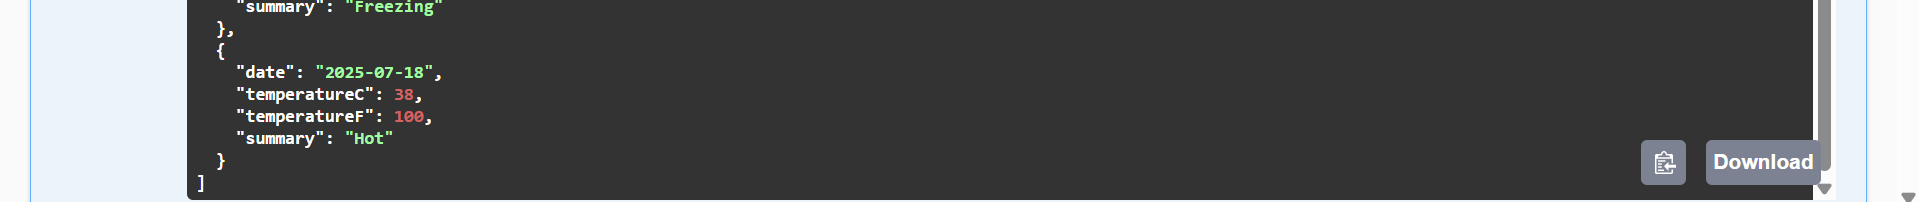 "summary": "Freezing"
},
{
"date": "2025-07-18",
"temperatureC": 38,
"temperatureF": 100,
"summary": "Hot"
}
]
Download